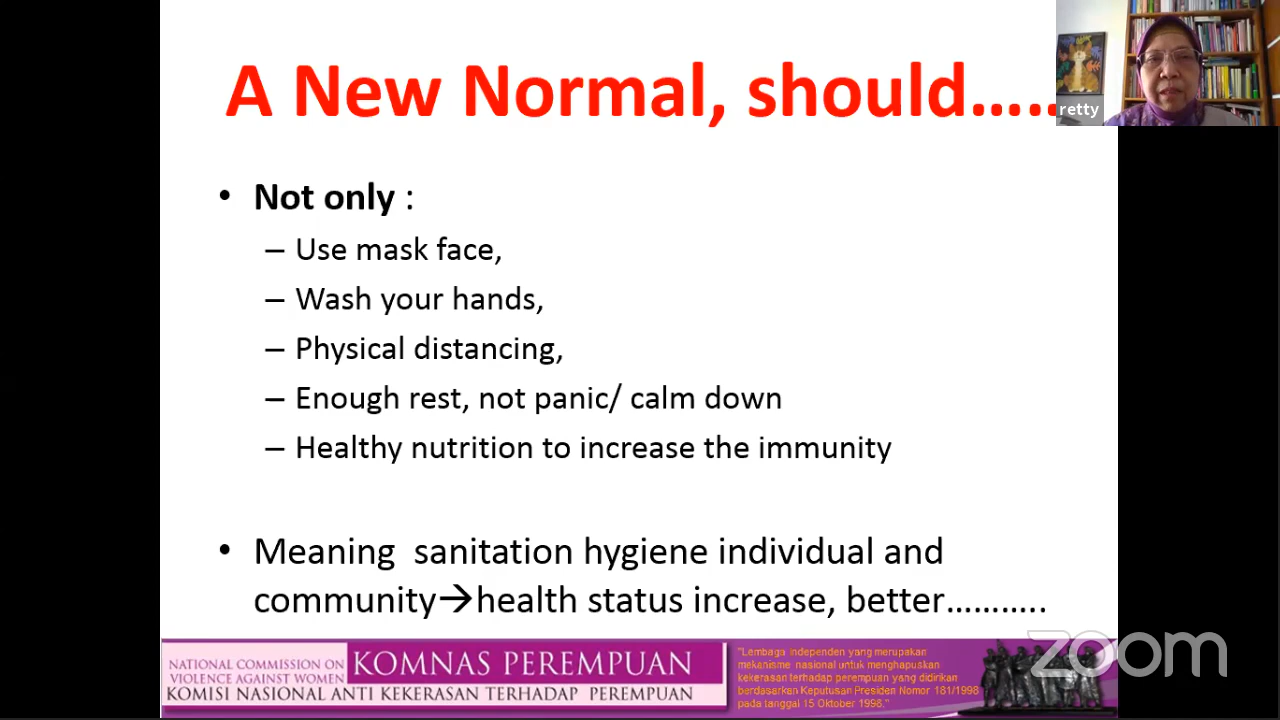 A New Normal, should……
retty
• Not only :
– Use mask face,
– Wash your hands,
– Physical distancing,
– Enough rest, not panic/ calm down
– Healthy nutrition to increase the immunity
• Meaning sanitation hygiene individual and
community→health status increase, better………..
NATIONAL COMMISSION ON
VIOLENCE AGAINST WOMEN
KOMNAS PEREMPUAN
KOMISI NASIONAL ANTI KEKERASAN TERHADAP PEREMPUAN
"Lembaga independen yang merupakan
mekanisme nasional untuk menghapuskan
kekerasan terhadap perempuan yang didirikan
berdasarkan Keputusan Presiden Nomor 181/1998
pada tanggal 15 Oktober 1998."
zoom